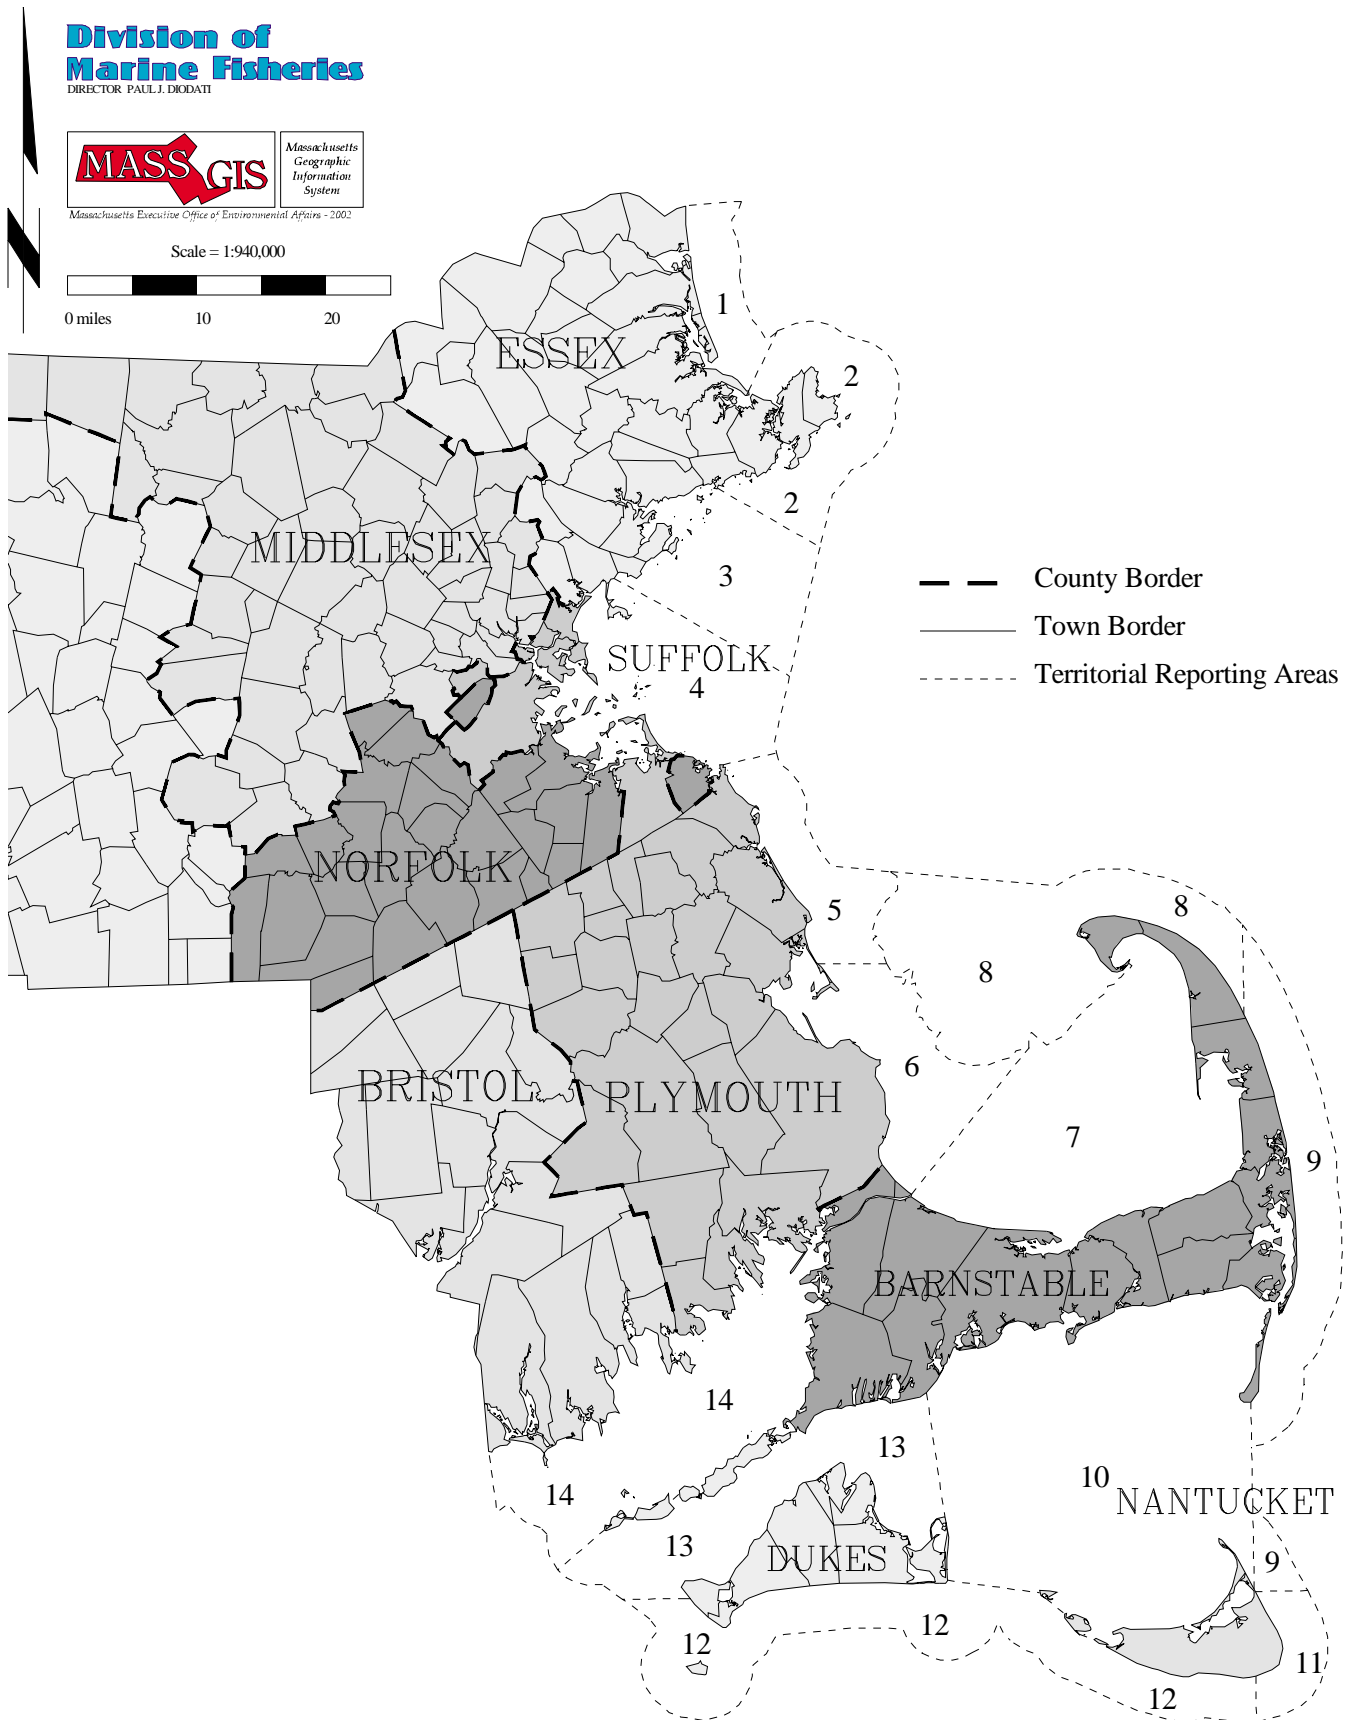 Division of
Marine Fisheries
DIRECTOR PAUL J. DIODATI
MASS GIS
Massachusetts
Geographic
Information
System
Massachusetts Executive Office of Environmental Affairs - 2002
Scale = 1:940,000
0 miles 10 20
N
1
ESSEX
2
2
MIDDLESEX
3
County Border
Town Border
SUFFOLK
Territorial Reporting Areas
4
NORFOLK
5
8
8
6
BRISTOL
PLYMOUTH
7
9
BARNSTABLE
14
13
10
NANTUCKET
14
13
DUKES
9
12
12
11
12